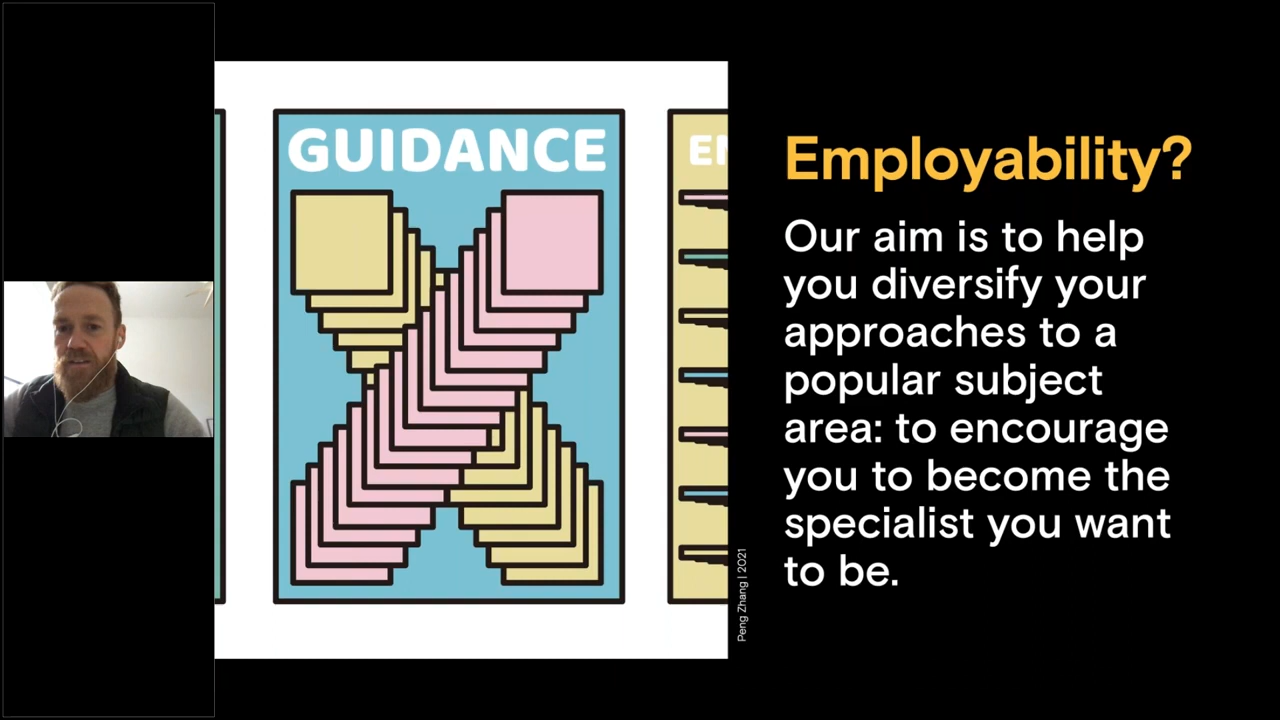 GUIDANCE
Employability?
Our aim is to help
you diversify your
approaches to a
popular subject
area: to encourage
you to become the
specialist you want
to be.
Peng Zhang | 2021